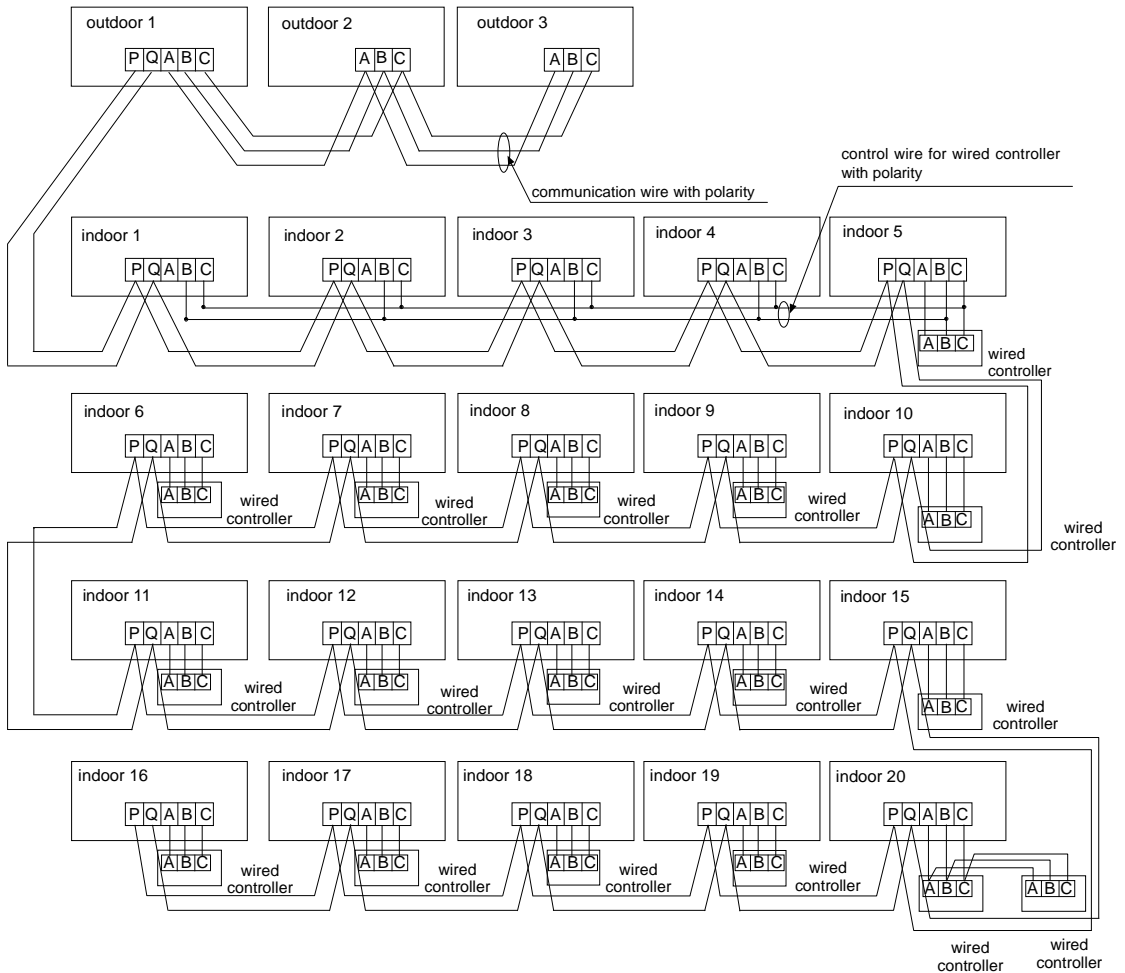 outdoor 1
outdoor 2
outdoor 3
P Q A B C
A B C
A B C
control wire for wired controller
with polarity
communication wire with polarity
indoor 1
indoor 2
indoor 3
indoor 4
indoor 5
P Q A B C
P Q A B C
P Q A B C
P Q A B C
P Q A B C
A B C
wired
controller
indoor 6
indoor 7
indoor 8
indoor 9
indoor 10
P Q A B C
P Q A B C
P Q A B C
P Q A B C
P Q A B C
A B C
wired
controller
A B C
wired
controller
A B C
wired
controller
A B C
wired
controller
A B C
wired
controller
indoor 11
indoor 12
indoor 13
indoor 14
indoor 15
P Q A B C
P Q A B C
P Q A B C
P Q A B C
P Q A B C
A B C
wired
controller
A B C
wired
controller
A B C
wired
controller
A B C
wired
controller
A B C
wired
controller
indoor 16
indoor 17
indoor 18
indoor 19
indoor 20
P Q A B C
P Q A B C
P Q A B C
P Q A B C
P Q A B C
A B C
wired
controller
A B C
wired
controller
A B C
wired
controller
A B C
wired
controller
A B C
A B C
wired
controller
wired
controller